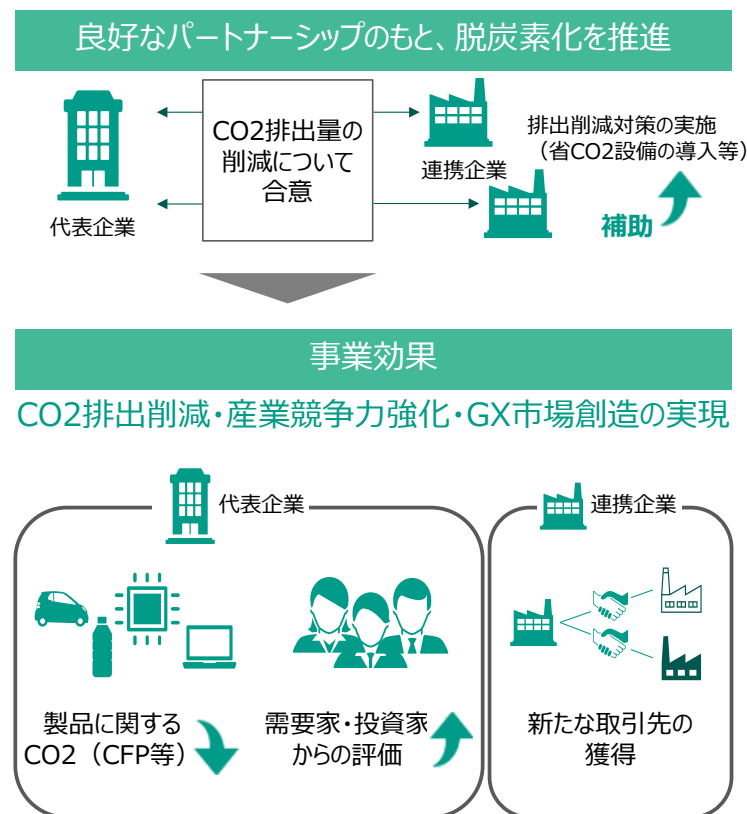 良好なパートナーシップのもと、脱炭素化を推進
CO2排出量の
削減について
合意
代表企業
連携企業
排出削減対策の実施
（省CO2設備の導入等）
補助
事業効果
CO2排出削減・産業競争力強化・GX市場創造の実現
代表企業
連携企業
製品に関する
CO2（CFP等）
需要家・投資家
からの評価
新たな取引先の
獲得